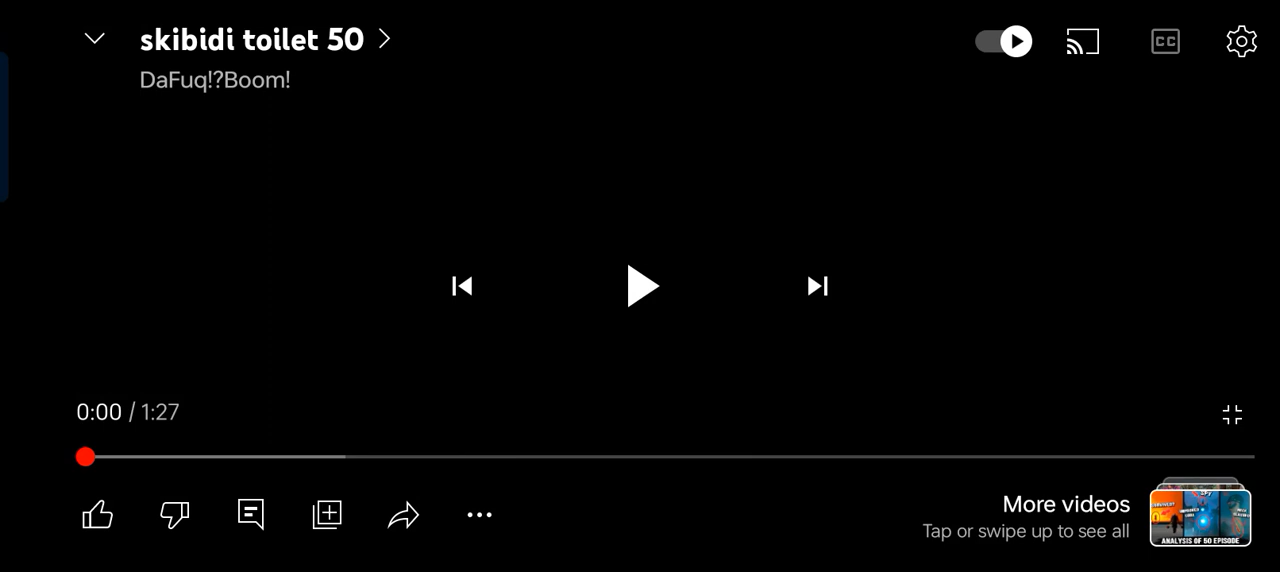 skibidi toilet 50
DaFuq!?Boom!
CC
0:00 / 1:27
More videos
Tap or swipe up to see all
ANALYSIS OF 50 EPISODE